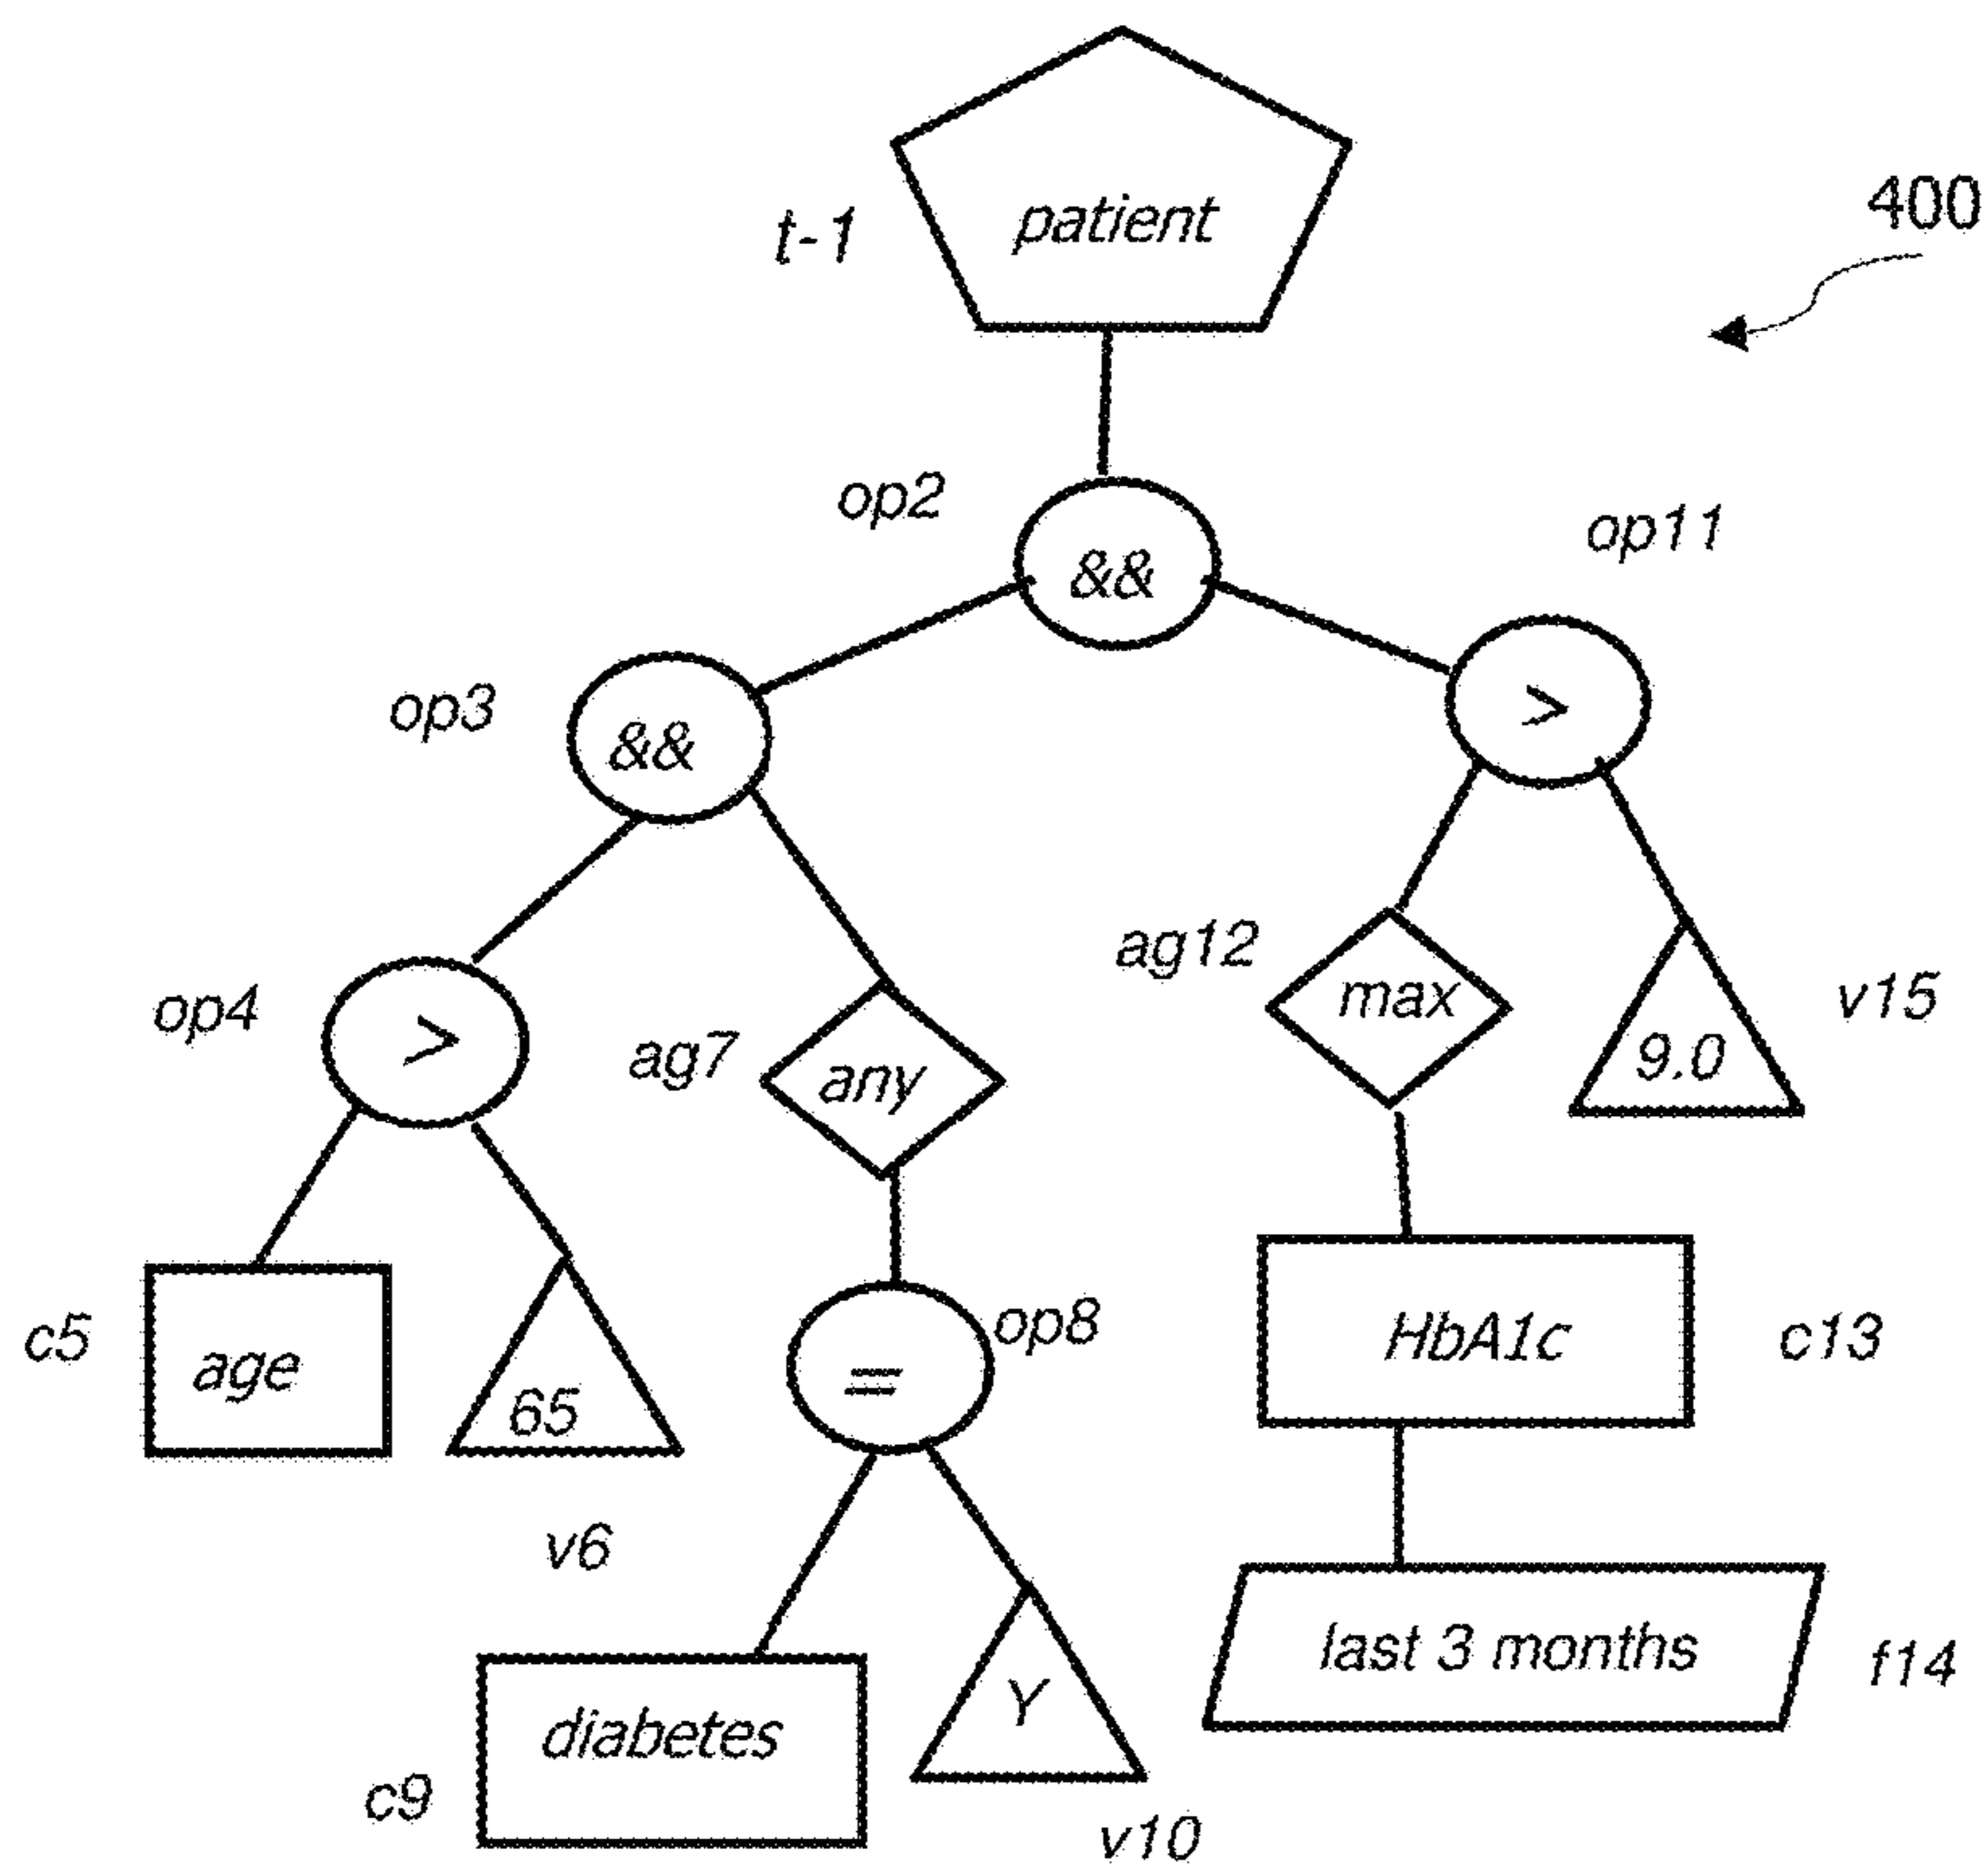 patient
t-1
400
op2
&&
op11
op3
&&
>
op4
>
ag7
any
ag12
max
9.0
v15
c5
age
65
op8
=
HbA1c
c13
v6
diabetes
Y
last 3 months
f14
c9
v10